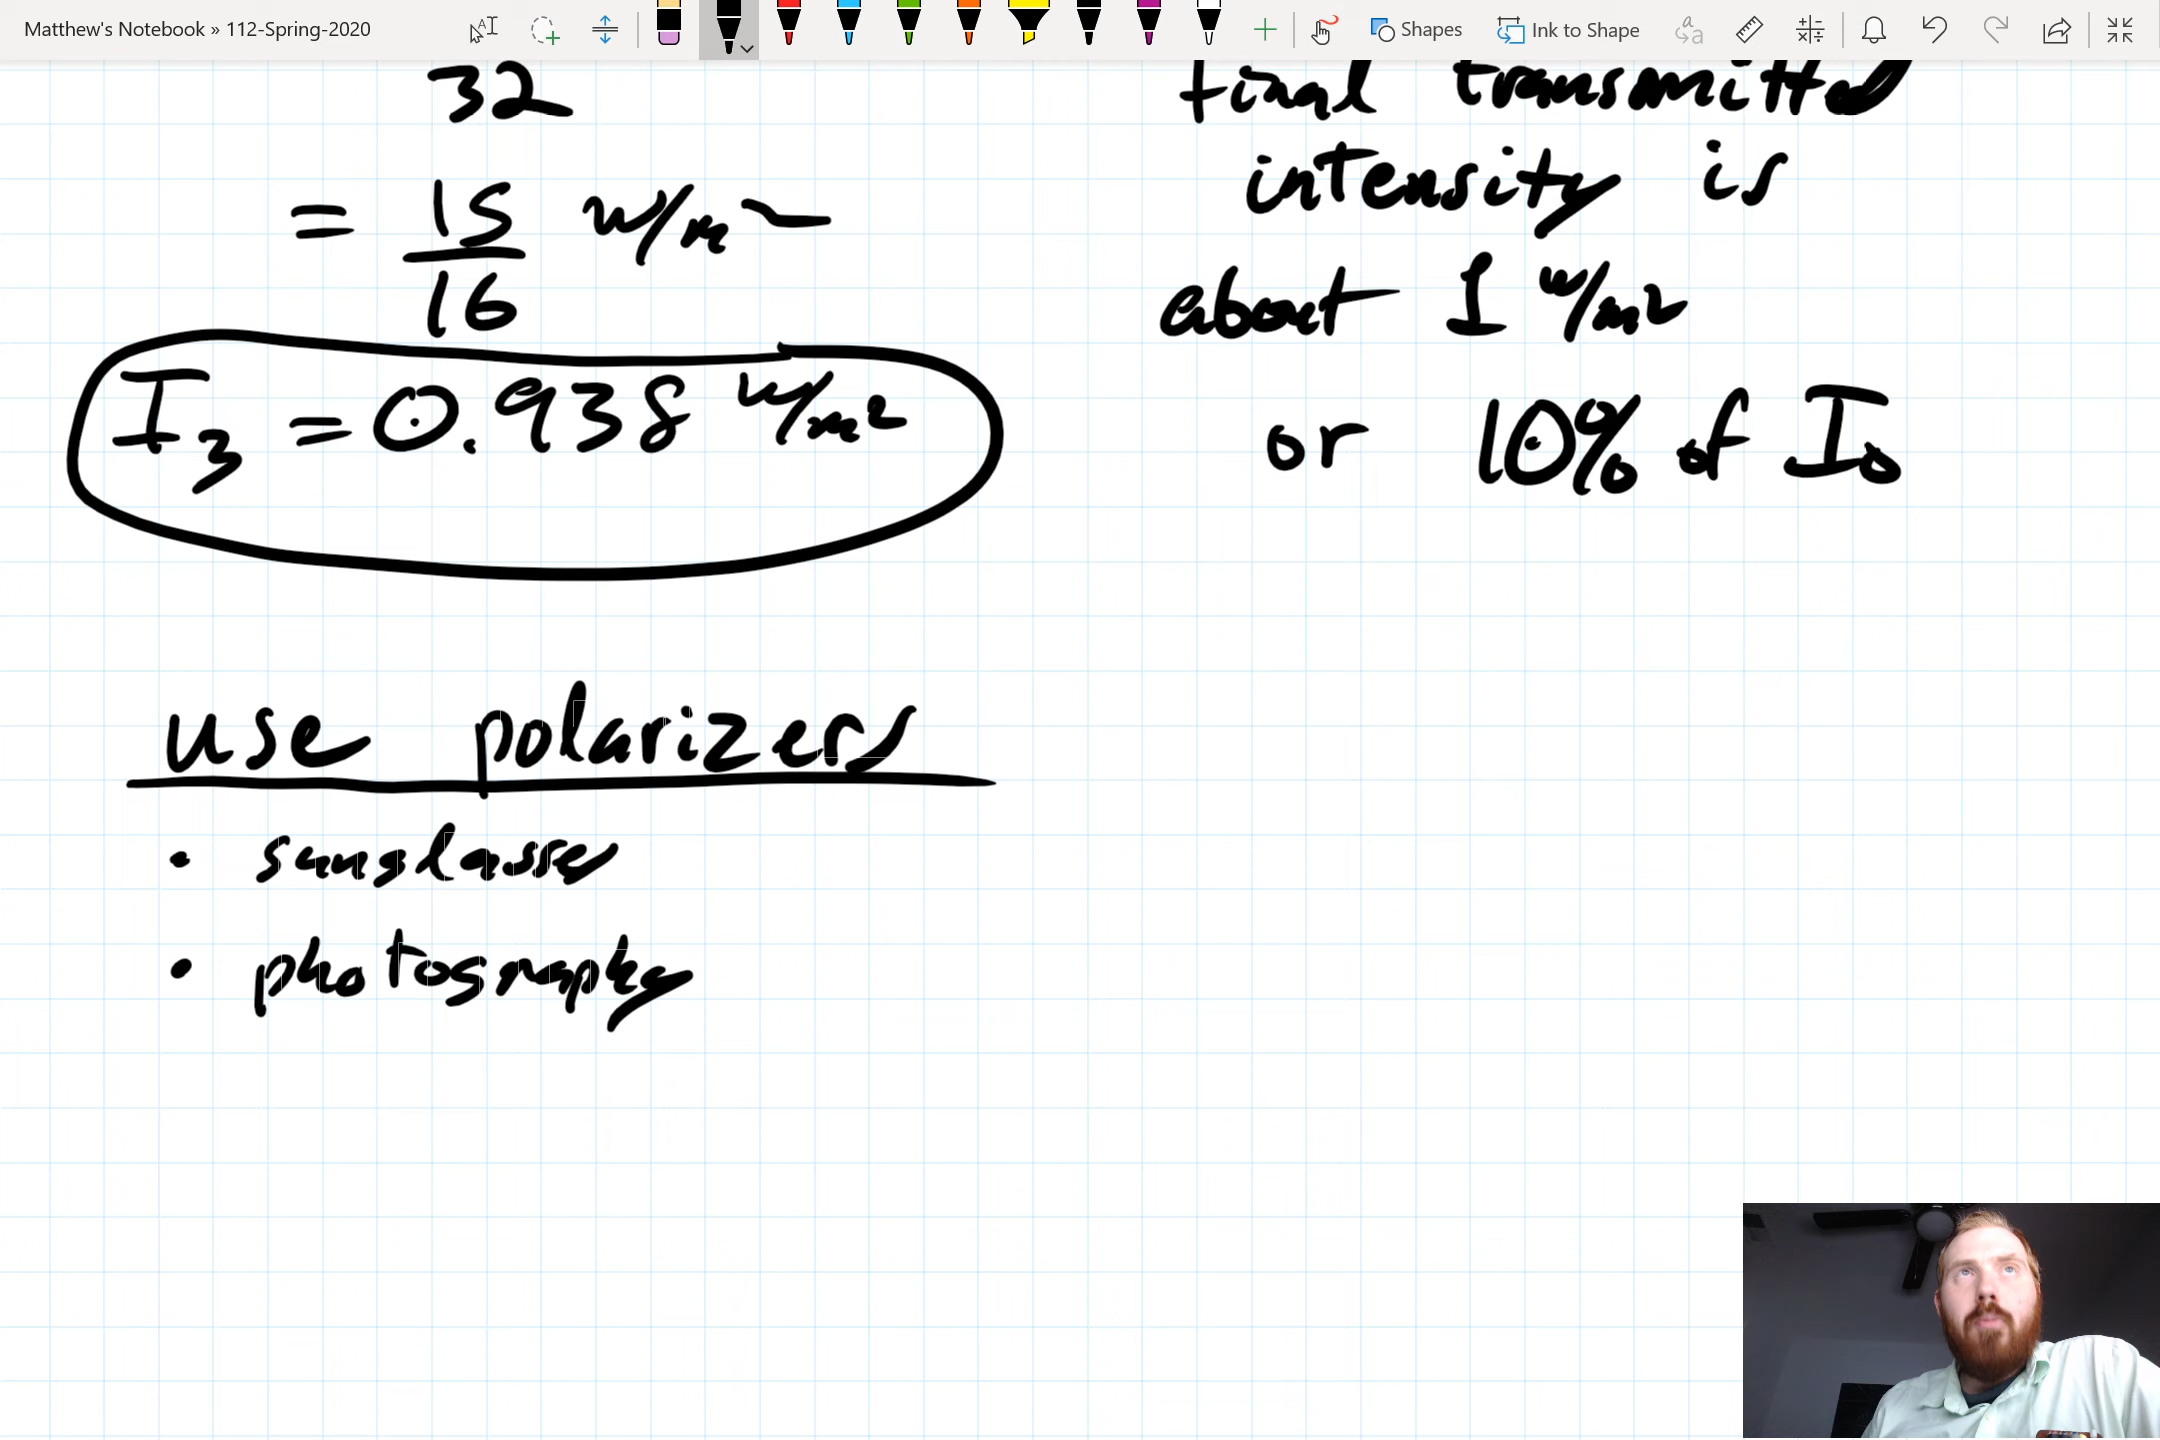 Matthew's Notebook » 112-Spring-2020
Shapes
Ink to Shape
32
= 15/16 W/m²
I₃ = 0.938 W/m²
final transmitted
intensity is
about 1 W/m²
or 10% of I₀
use polarizers
• sunglasses
• photography